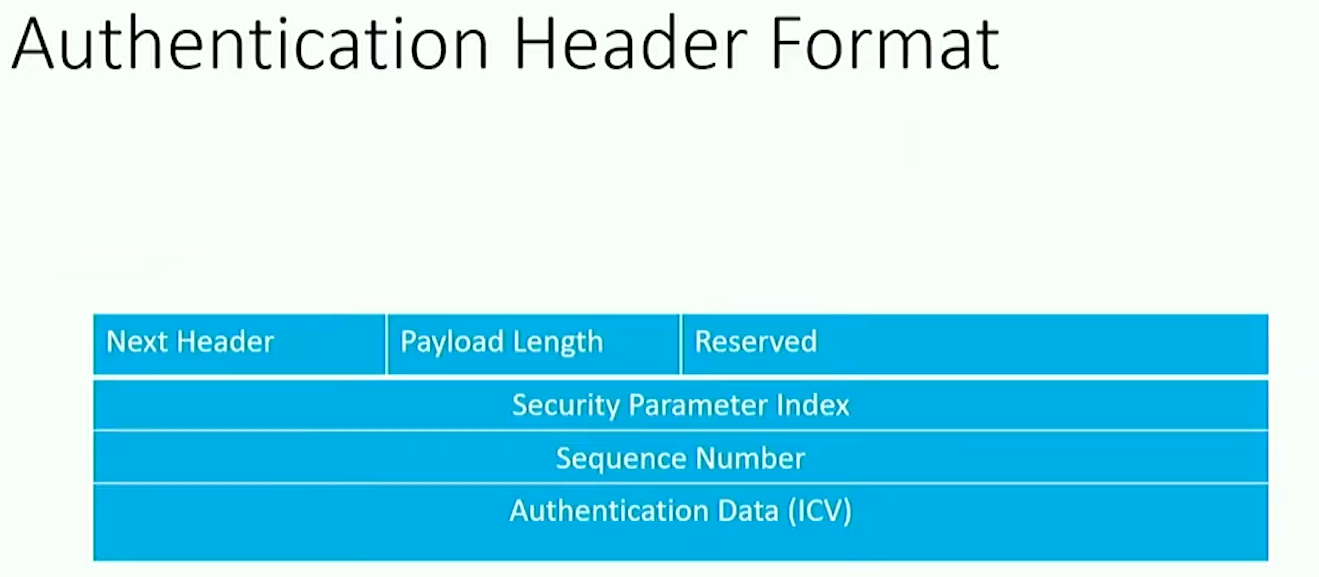 Authentication Header Format
Next Header Payload Length Reserved
Security Parameter Index
Sequence Number
Authentication Data (ICV)